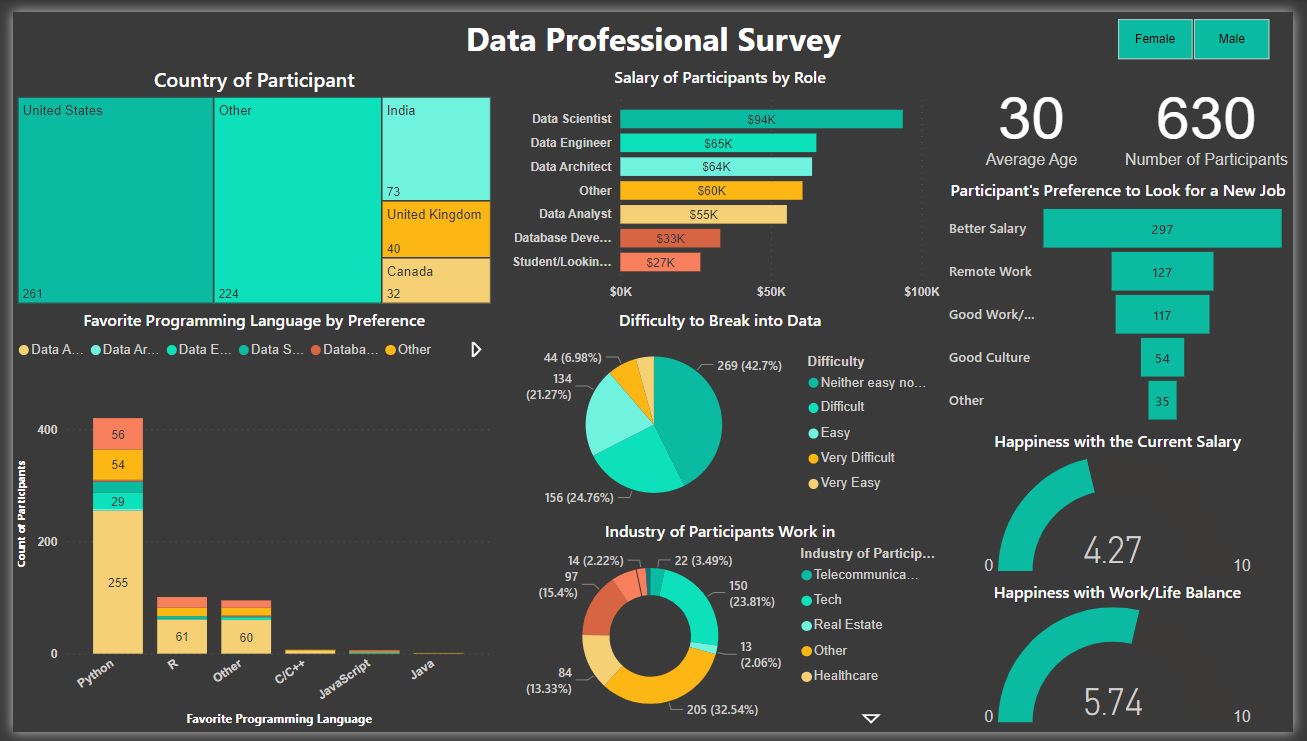 Data Professional Survey
Female
Male
Country of Participant
United States
261
Other
224
India
73
United Kingdom
40
Canada
32
Salary of Participants by Role
Data Scientist
$94K
Data Engineer
$65K
Data Architect
$64K
Other
$60K
Data Analyst
$55K
Database Deve...
$33K
Student/Lookin...
$27K
$0K
$50K
$100K
30
Average Age
630
Number of Participants
Participant's Preference to Look for a New Job
Better Salary
297
Remote Work
127
Good Work/...
117
Good Culture
54
Other
35
Favorite Programming Language by Preference
Data A...
Data Ar...
Data E...
Data S...
Databa...
Other
Count of Participants
400
200
0
56
54
29
255
61
60
Python
R
Other
C/C++
JavaScript
Java
Favorite Programming Language
Difficulty to Break into Data
44 (6.98%)
134
(21.27%)
269 (42.7%)
156 (24.76%)
Difficulty
Neither easy no...
Difficult
Easy
Very Difficult
Very Easy
Industry of Participants Work in
14 (2.22%)
22 (3.49%)
97
(15.4%)
150
(23.81%)
13
(2.06%)
84
(13.33%)
205 (32.54%)
Industry of Particip...
Telecommunica...
Tech
Real Estate
Other
Healthcare
Happiness with the Current Salary
0
4.27
10
Happiness with Work/Life Balance
0
5.74
10